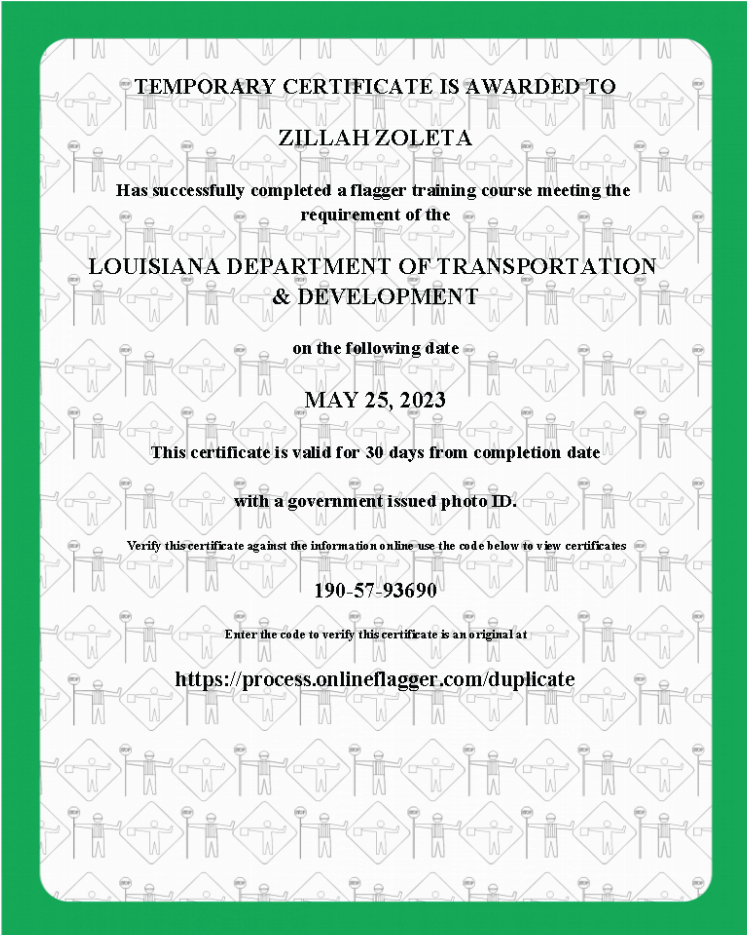 TEMPORARY CERTIFICATE IS AWARDED TO
ZILLAH ZOLETA
Has successfully completed a flagger training course meeting the
requirement of the
LOUISIANA DEPARTMENT OF TRANSPORTATION
& DEVELOPMENT
on the following date
MAY 25, 2023
This certificate is valid for 30 days from completion date
with a government issued photo ID.
Verify this certificate against the information online use the code below to view certificates
190-57-93690
Enter the code to verify this certificate is an original at
https://process.onlineflagger.com/duplicate